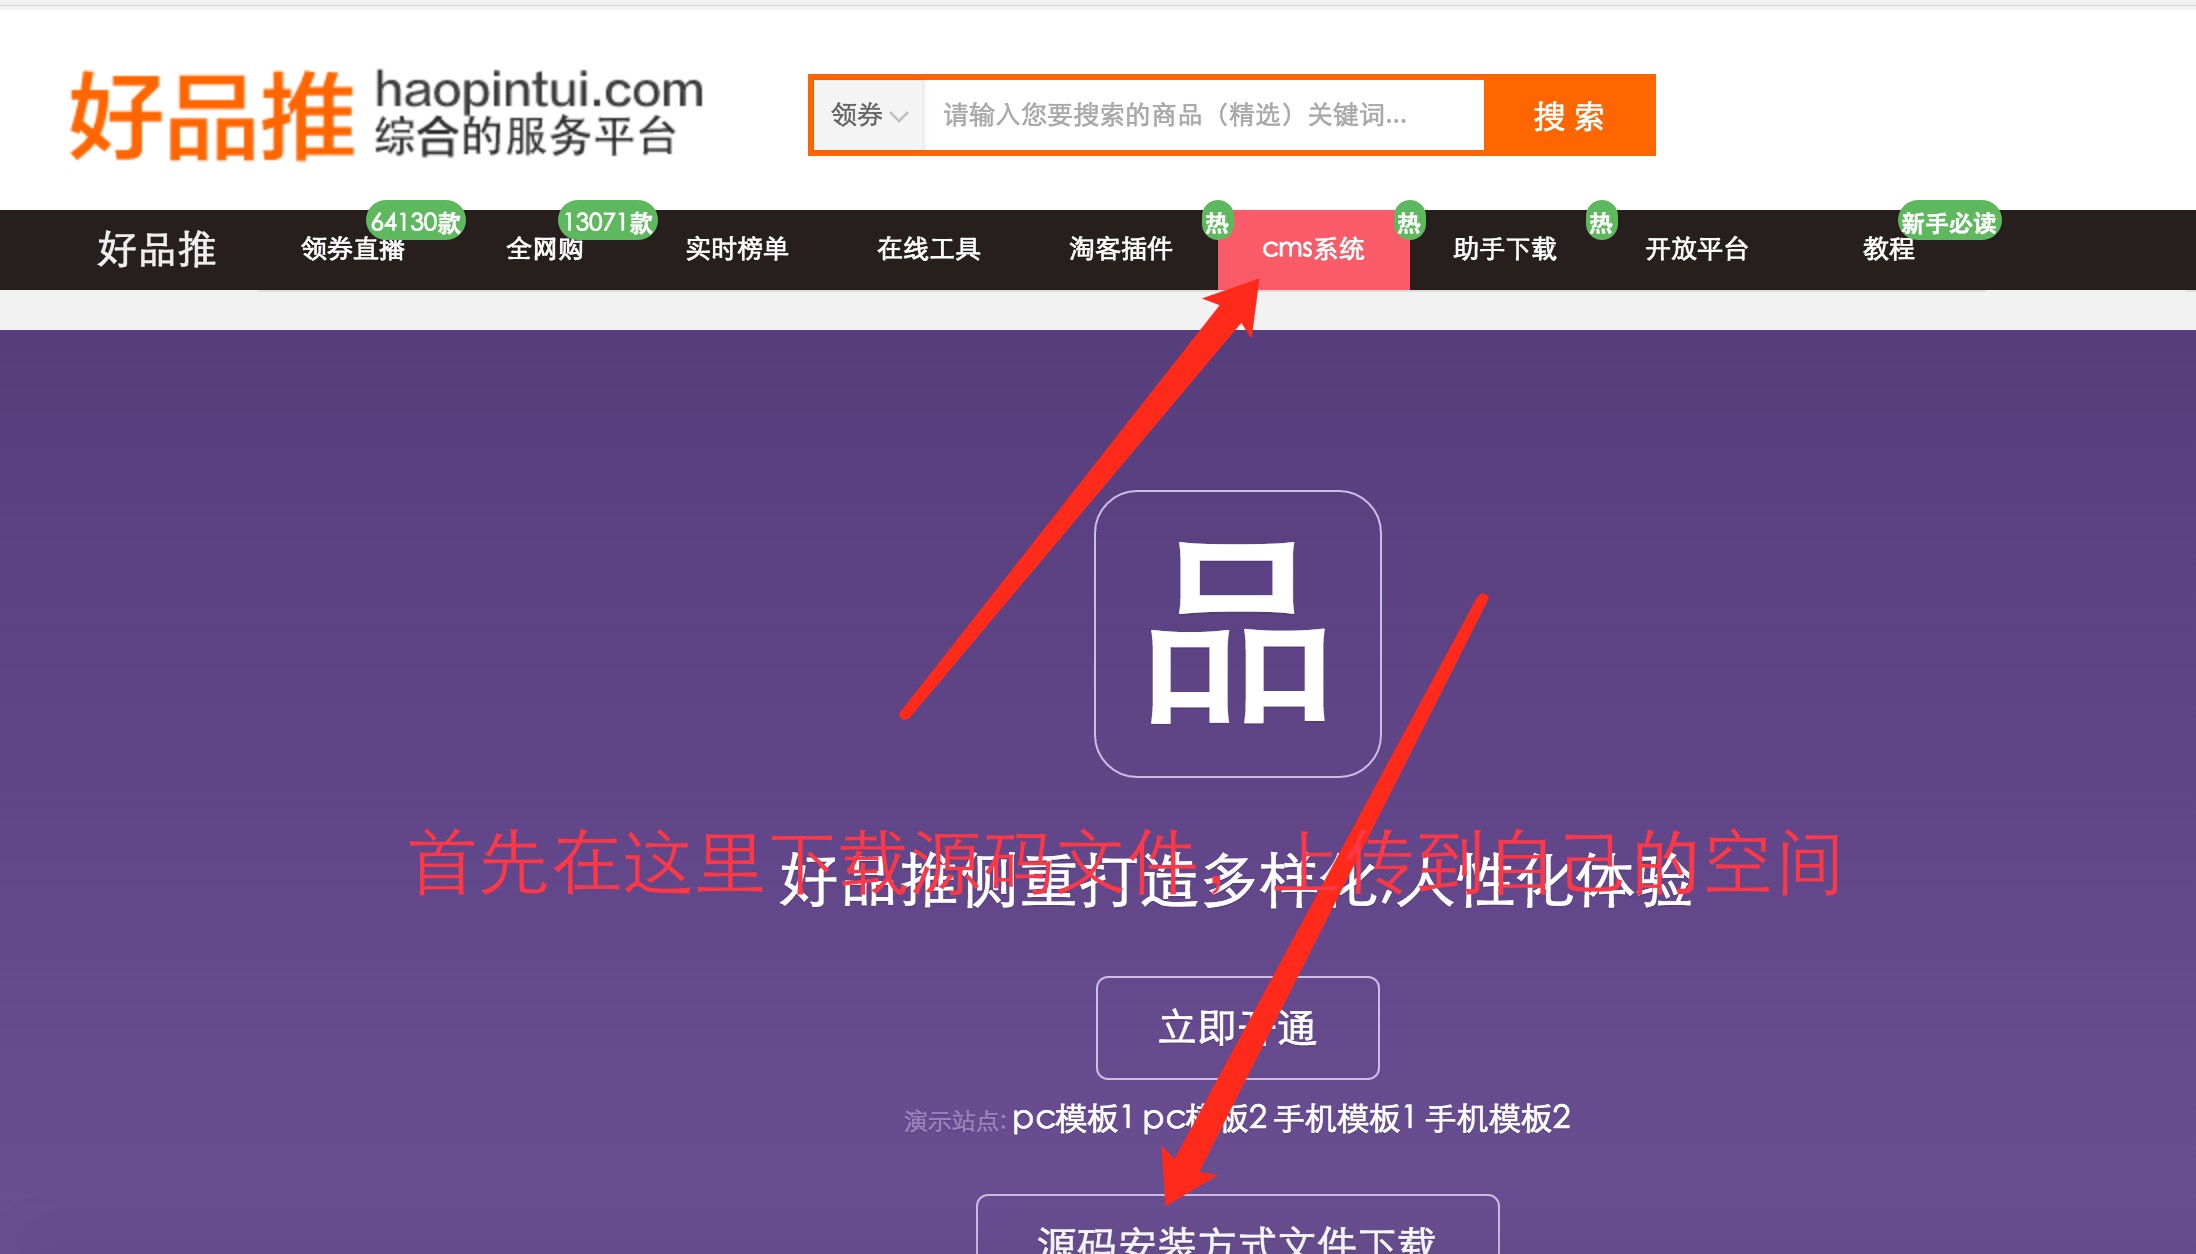 好品推 haopintui.com
综合的服务平台
领券 请输入您要搜索的商品（精选）关键词... 搜 索
64130款 13071款 热 热 热 新手必读
好品推 领券直播 全网购 实时榜单 在线工具 淘客插件 cms系统 助手下载 开放平台 教程
品
首先在这里下载源码文件，上传到自己的空间
好品推侧重打造多样化,人性化体验
立即开通
演示站点: pc模板1 pc模板2 手机模板1 手机模板2
源码安装方式文件下载